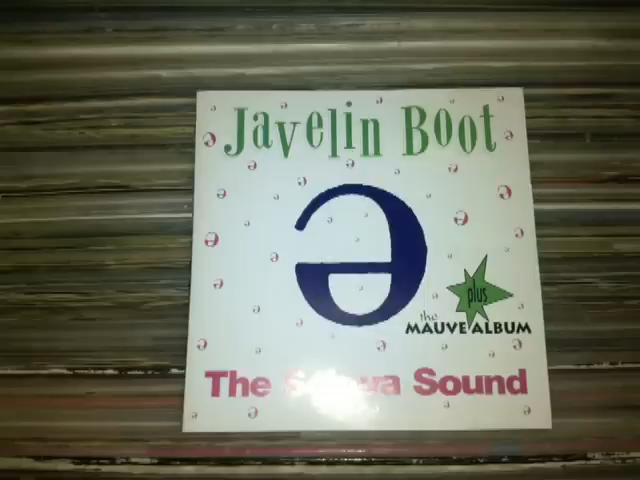 Javelin Boot
ə
plus
the
MAUVE ALBUM
The Sound